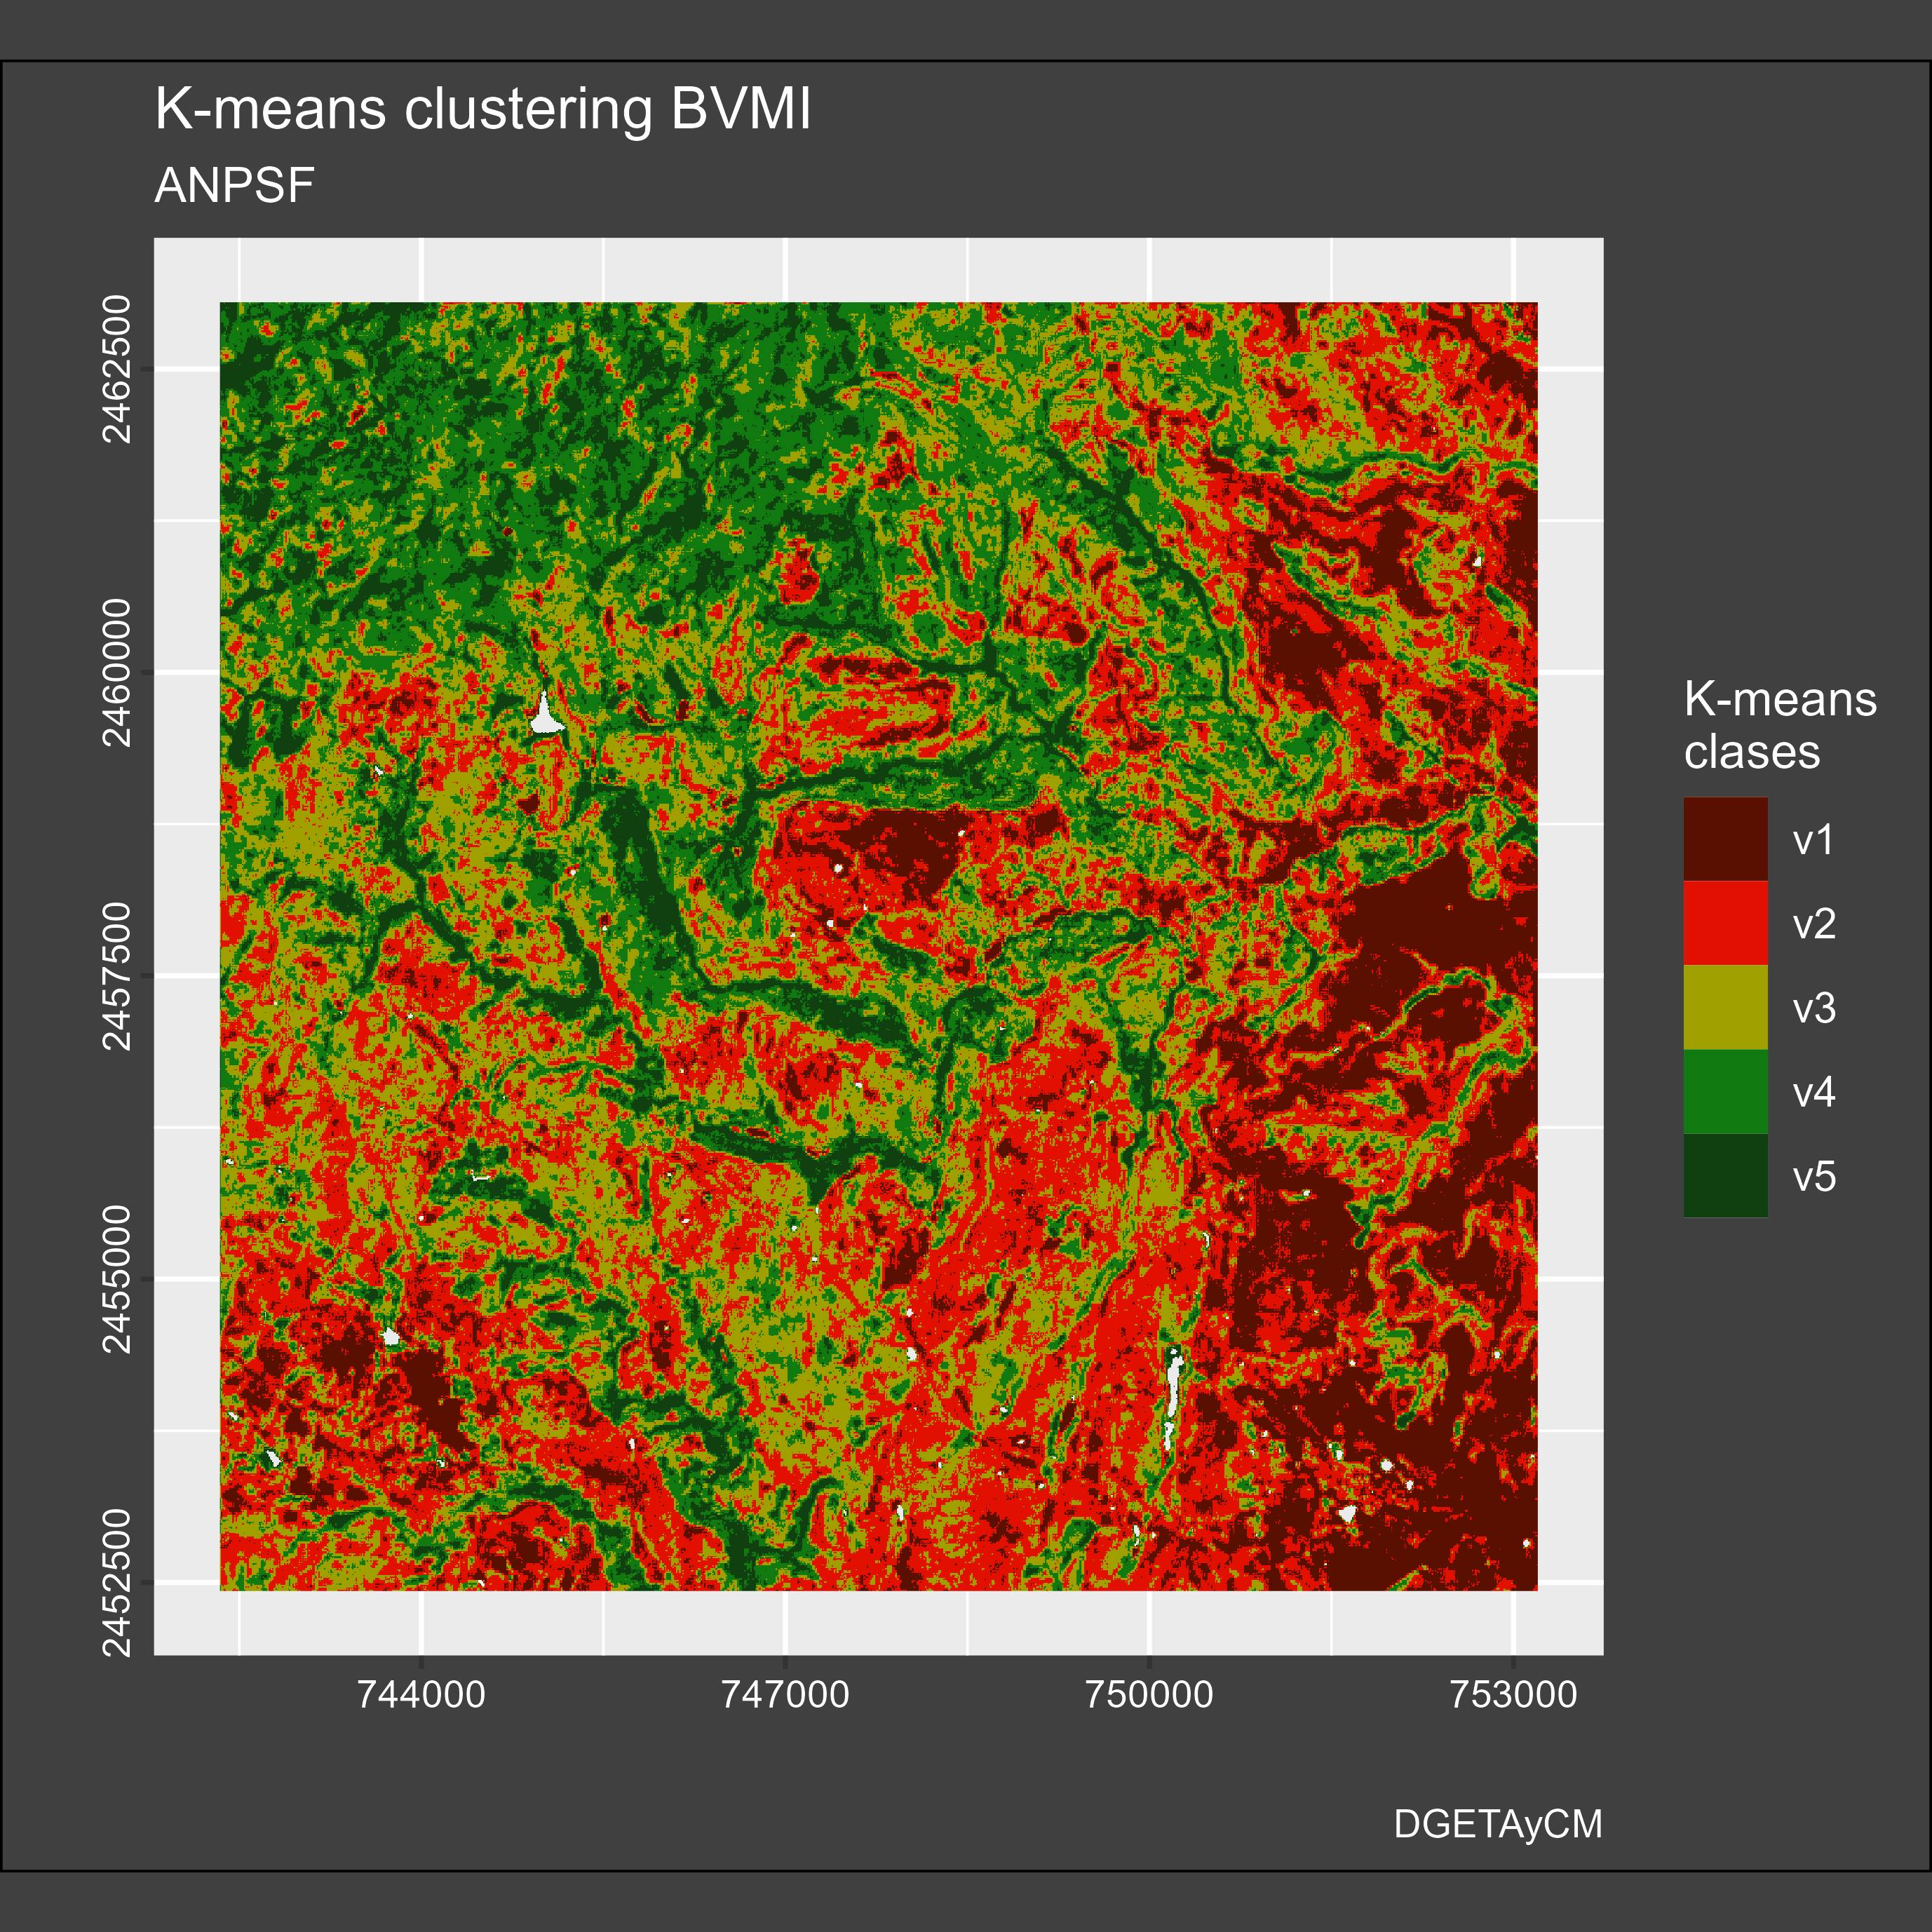 K-means clustering BVMI
ANPSF
2462500
2460000
2457500
2455000
2452500
744000
747000
750000
753000
K-means
clases
v1
v2
v3
v4
v5
DGETAyCM